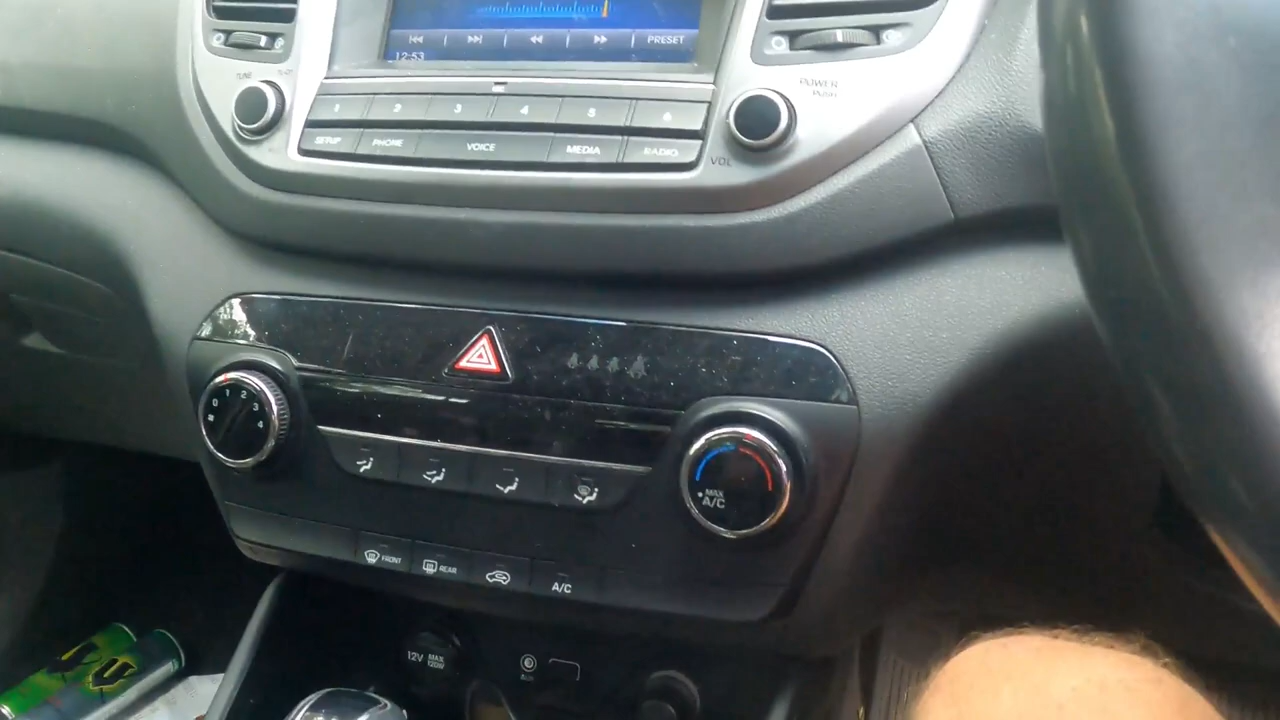 PRESET
12:53
TUNE
POWER
PUSH
1 2 3 4 5 6
SETUP PHONE VOICE MEDIA RADIO
VOL
0 1 2 3 4
MAX
A/C
FRONT
REAR
A/C
12V MAX
120W
AUX